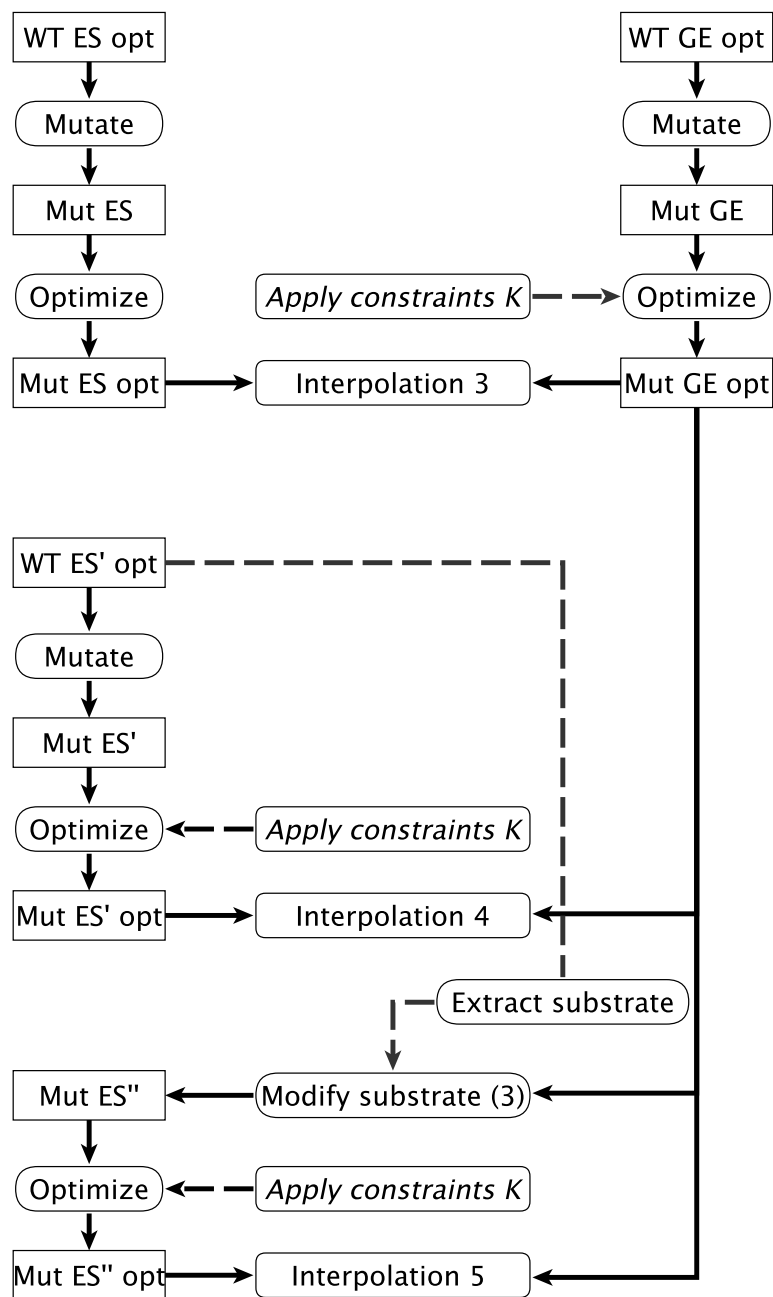 WT ES opt
WT GE opt
Mutate
Mutate
Mut ES
Mut GE
Optimize
Apply constraints K
Optimize
Mut ES opt
Interpolation 3
Mut GE opt
WT ES' opt
Mutate
Mut ES'
Optimize
Apply constraints K
Mut ES' opt
Interpolation 4
Extract substrate
Mut ES"
Modify substrate (3)
Optimize
Apply constraints K
Mut ES" opt
Interpolation 5